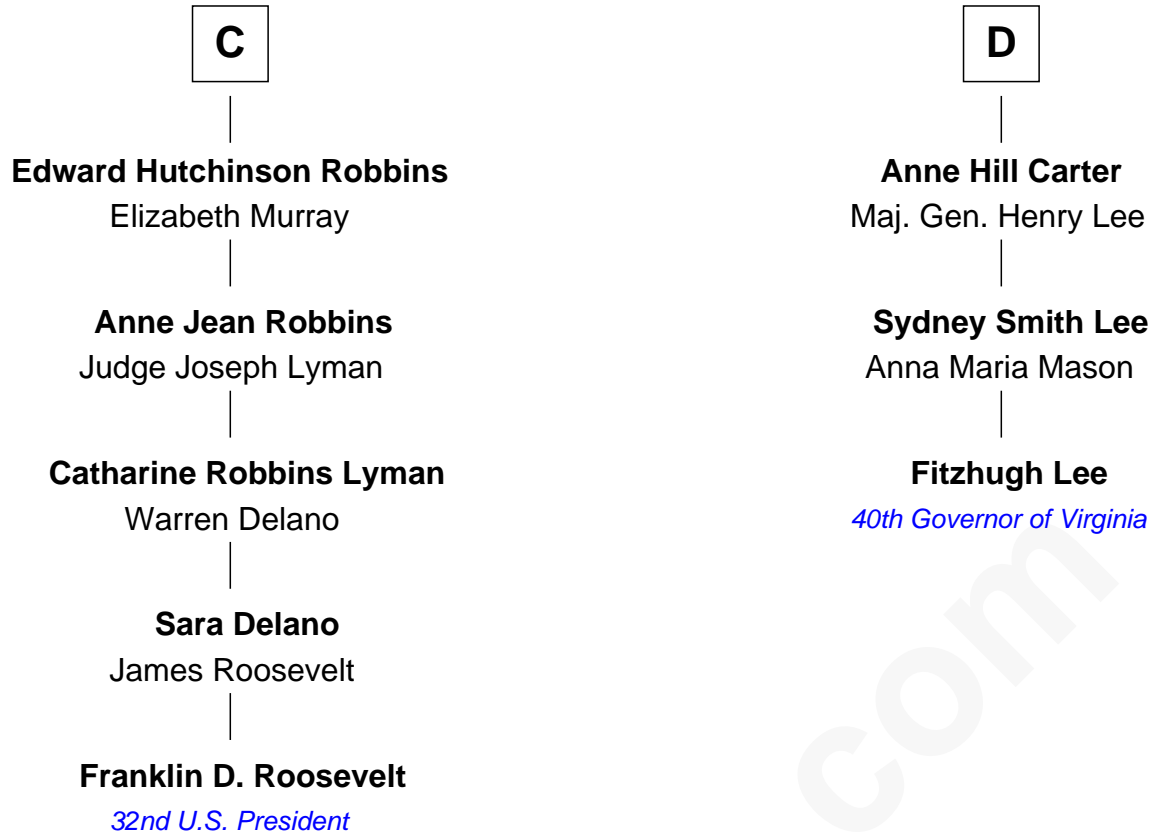 C
Edward Hutchinson Robbins
Elizabeth Murray
Anne Jean Robbins
Judge Joseph Lyman
Catharine Robbins Lyman
Warren Delano
Sara Delano
James Roosevelt
Franklin D. Roosevelt
32nd U.S. President
D
Anne Hill Carter
Maj. Gen. Henry Lee
Sydney Smith Lee
Anna Maria Mason
Fitzhugh Lee
40th Governor of Virginia
com